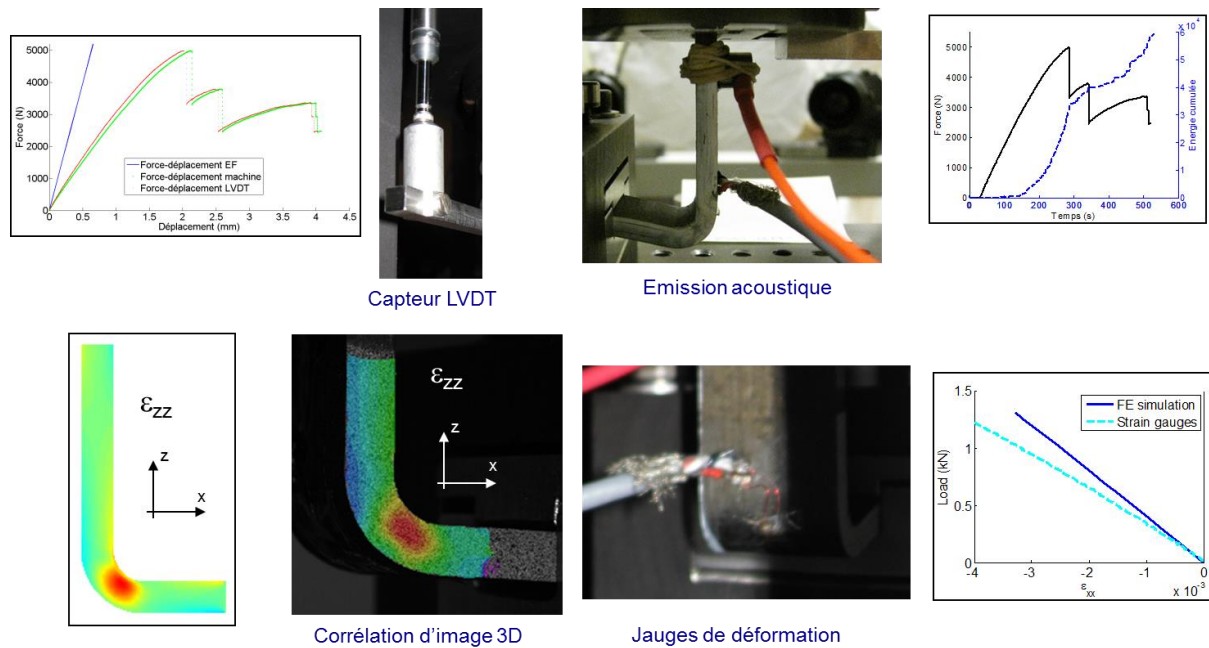 5000
4000
3000
2000
1000
0
Force (N)
0
0.5
1
1.5
2
2.5
3
3.5
4
4.5
Déplacement (mm)
Force-déplacement EF
Force-déplacement machine
Force-déplacement LVDT
Capteur LVDT
Emission acoustique
5000
4000
3000
2000
1000
0
Force (N)
0
100
200
300
400
500
600
Temps (s)
x 10⁴
6
5
4
3
2
1
0
Energie cumulée
εzz
z
x
εzz
z
x
Corrélation d'image 3D
Jauges de déformation
1.5
1
0.5
0
Load (kN)
FE simulation
Strain gauges
-4
-3
-2
-1
0
εxx
x 10⁻³